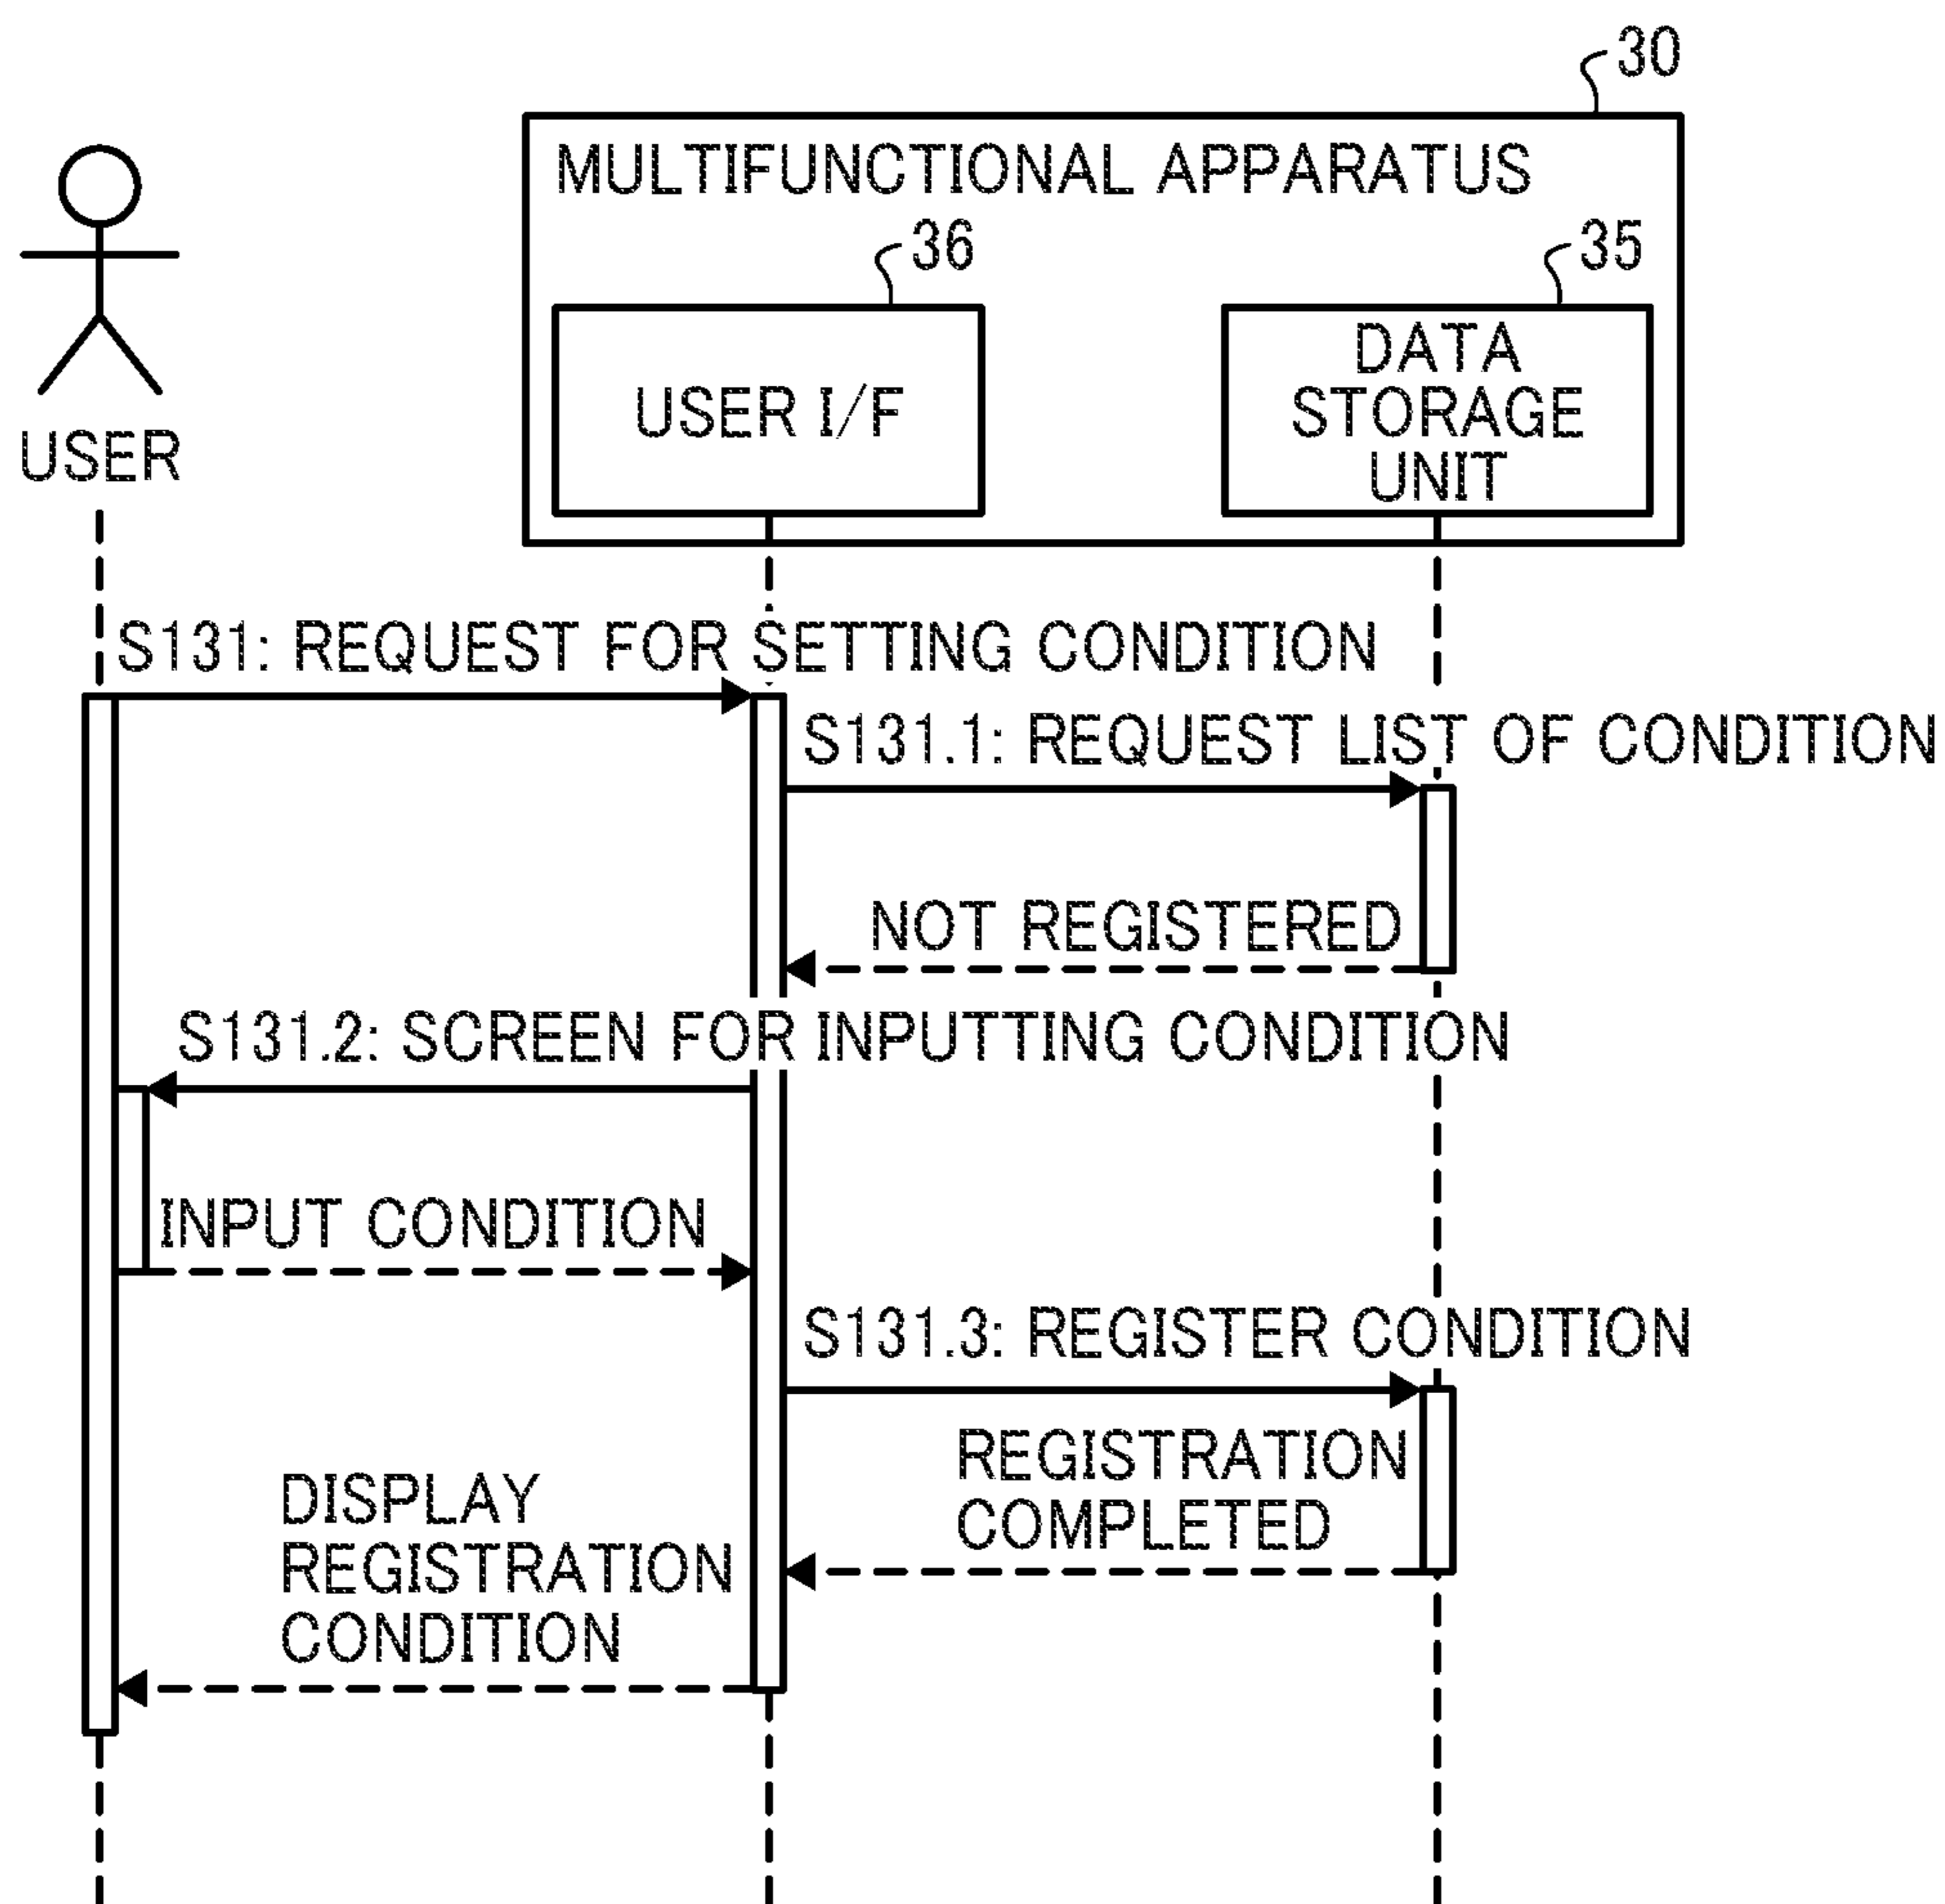 30
MULTIFUNCTIONAL APPARATUS
36
35
USER I/F
DATA
STORAGE
UNIT
USER
S131: REQUEST FOR SETTING CONDITION
S131.1: REQUEST LIST OF CONDITION
NOT REGISTERED
S131.2: SCREEN FOR INPUTTING CONDITION
INPUT CONDITION
S131.3: REGISTER CONDITION
REGISTRATION
COMPLETED
DISPLAY
REGISTRATION
CONDITION